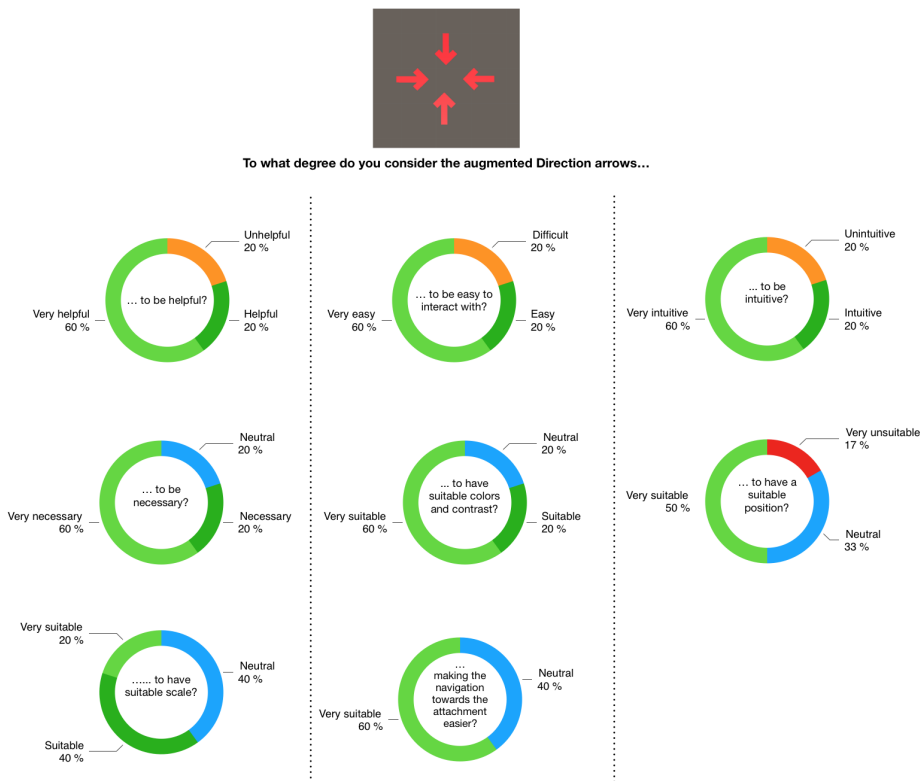 To what degree do you consider the augmented Direction arrows…
Unhelpful
20 %
… to be helpful?
Very helpful
60 %
Helpful
20 %
Difficult
20 %
… to be easy to
interact with?
Very easy
60 %
Easy
20 %
Unintuitive
20 %
... to be
intuitive?
Very intuitive
60 %
Intuitive
20 %
Neutral
20 %
… to be
necessary?
Very necessary
60 %
Necessary
20 %
Neutral
20 %
... to have
suitable colors
and contrast?
Very suitable
60 %
Suitable
20 %
Very unsuitable
17 %
… to have a
suitable
position?
Very suitable
50 %
Neutral
33 %
Very suitable
20 %
…... to have
suitable scale?
Neutral
40 %
Suitable
40 %
…
making the
navigation
towards the
attachment
easier?
Neutral
40 %
Very suitable
60 %